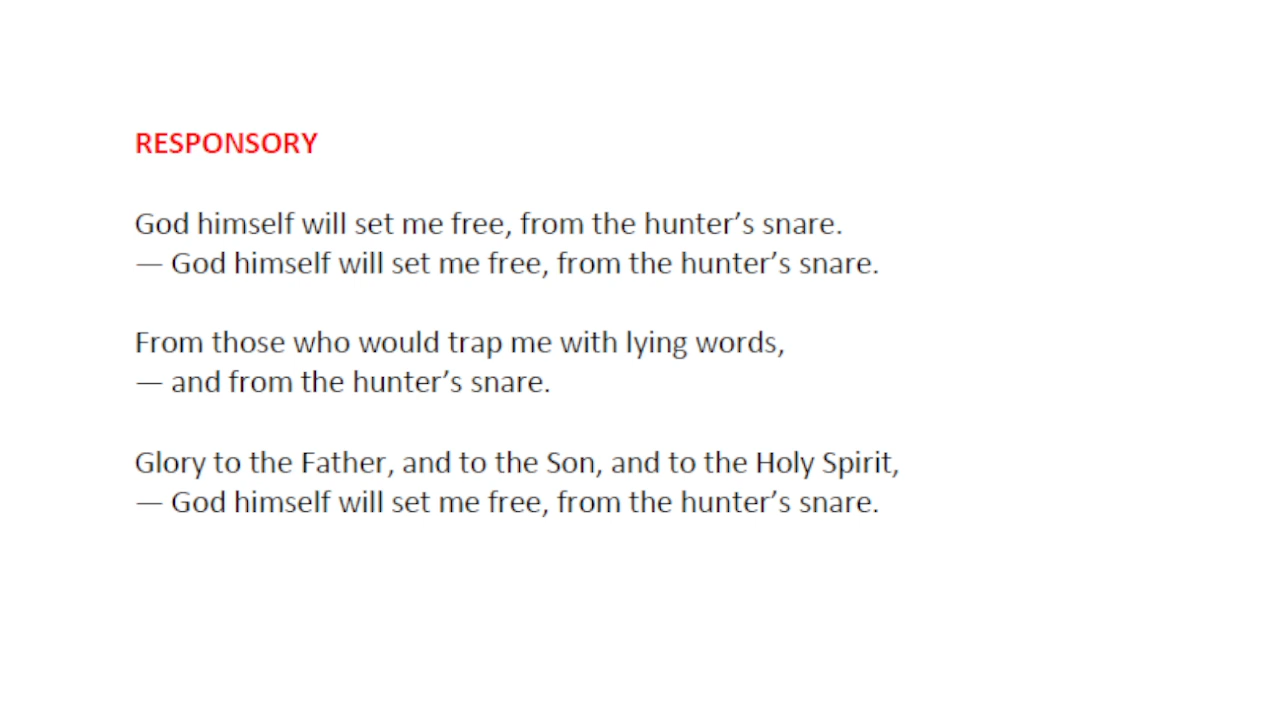 RESPONSORY
God himself will set me free, from the hunter’s snare.
— God himself will set me free, from the hunter’s snare.
From those who would trap me with lying words,
— and from the hunter’s snare.
Glory to the Father, and to the Son, and to the Holy Spirit,
— God himself will set me free, from the hunter’s snare.